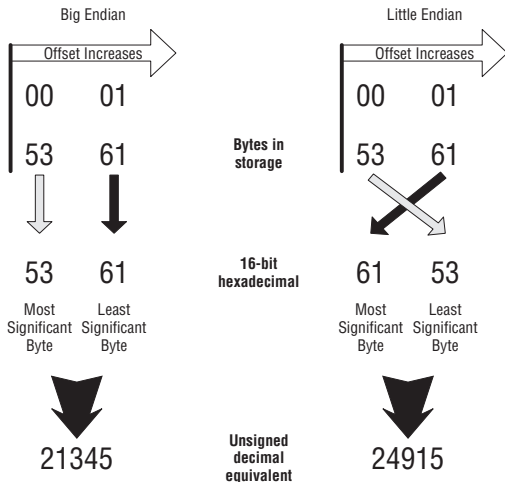 Big Endian
Little Endian
Offset Increases
Offset Increases
00 01
00 01
Bytes in
storage
53 61
53 61
16-bit
hexadecimal
53 61
61 53
Most
Significant
Byte
Least
Significant
Byte
Most
Significant
Byte
Least
Significant
Byte
Unsigned
decimal
equivalent
21345
24915